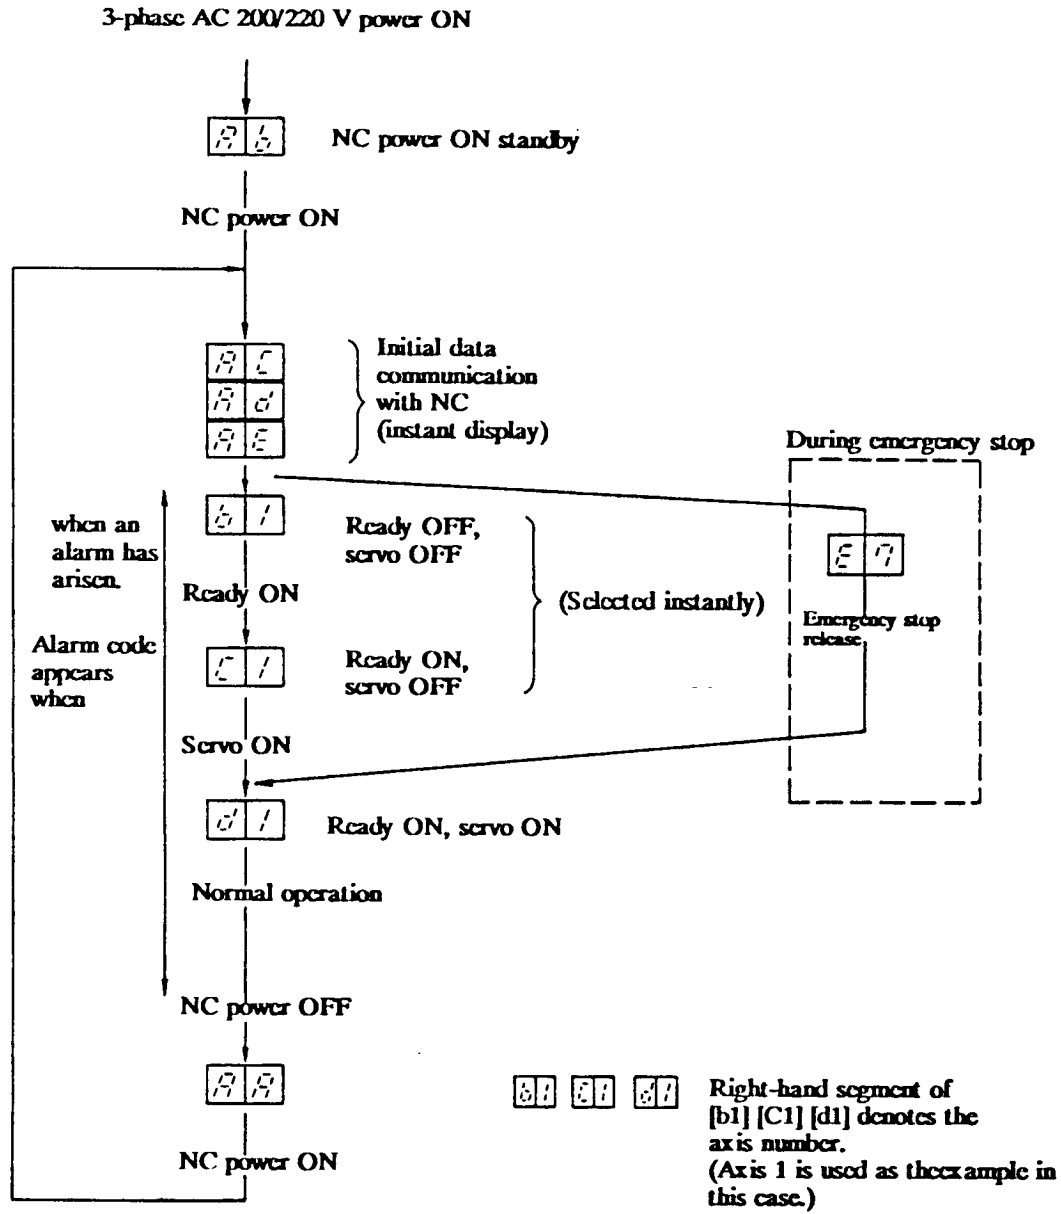 3-phase AC 200/220 V power ON
Ab
NC power ON standby
NC power ON
AC
Ad
AE
Initial data
communication
with NC
(instant display)
During emergency stop
b1
Ready OFF,
servo OFF
when an
alarm has
arisen.
E7
Ready ON
(Selected instantly)
Emergency stop
release
Alarm code
appears
when
C1
Ready ON,
servo OFF
Servo ON
d1
Ready ON, servo ON
Normal operation
NC power OFF
AA
b1 C1 d1
Right-hand segment of
[b1] [C1] [d1] denotes the
axis number.
(Axis 1 is used as theexample in
this case.)
NC power ON